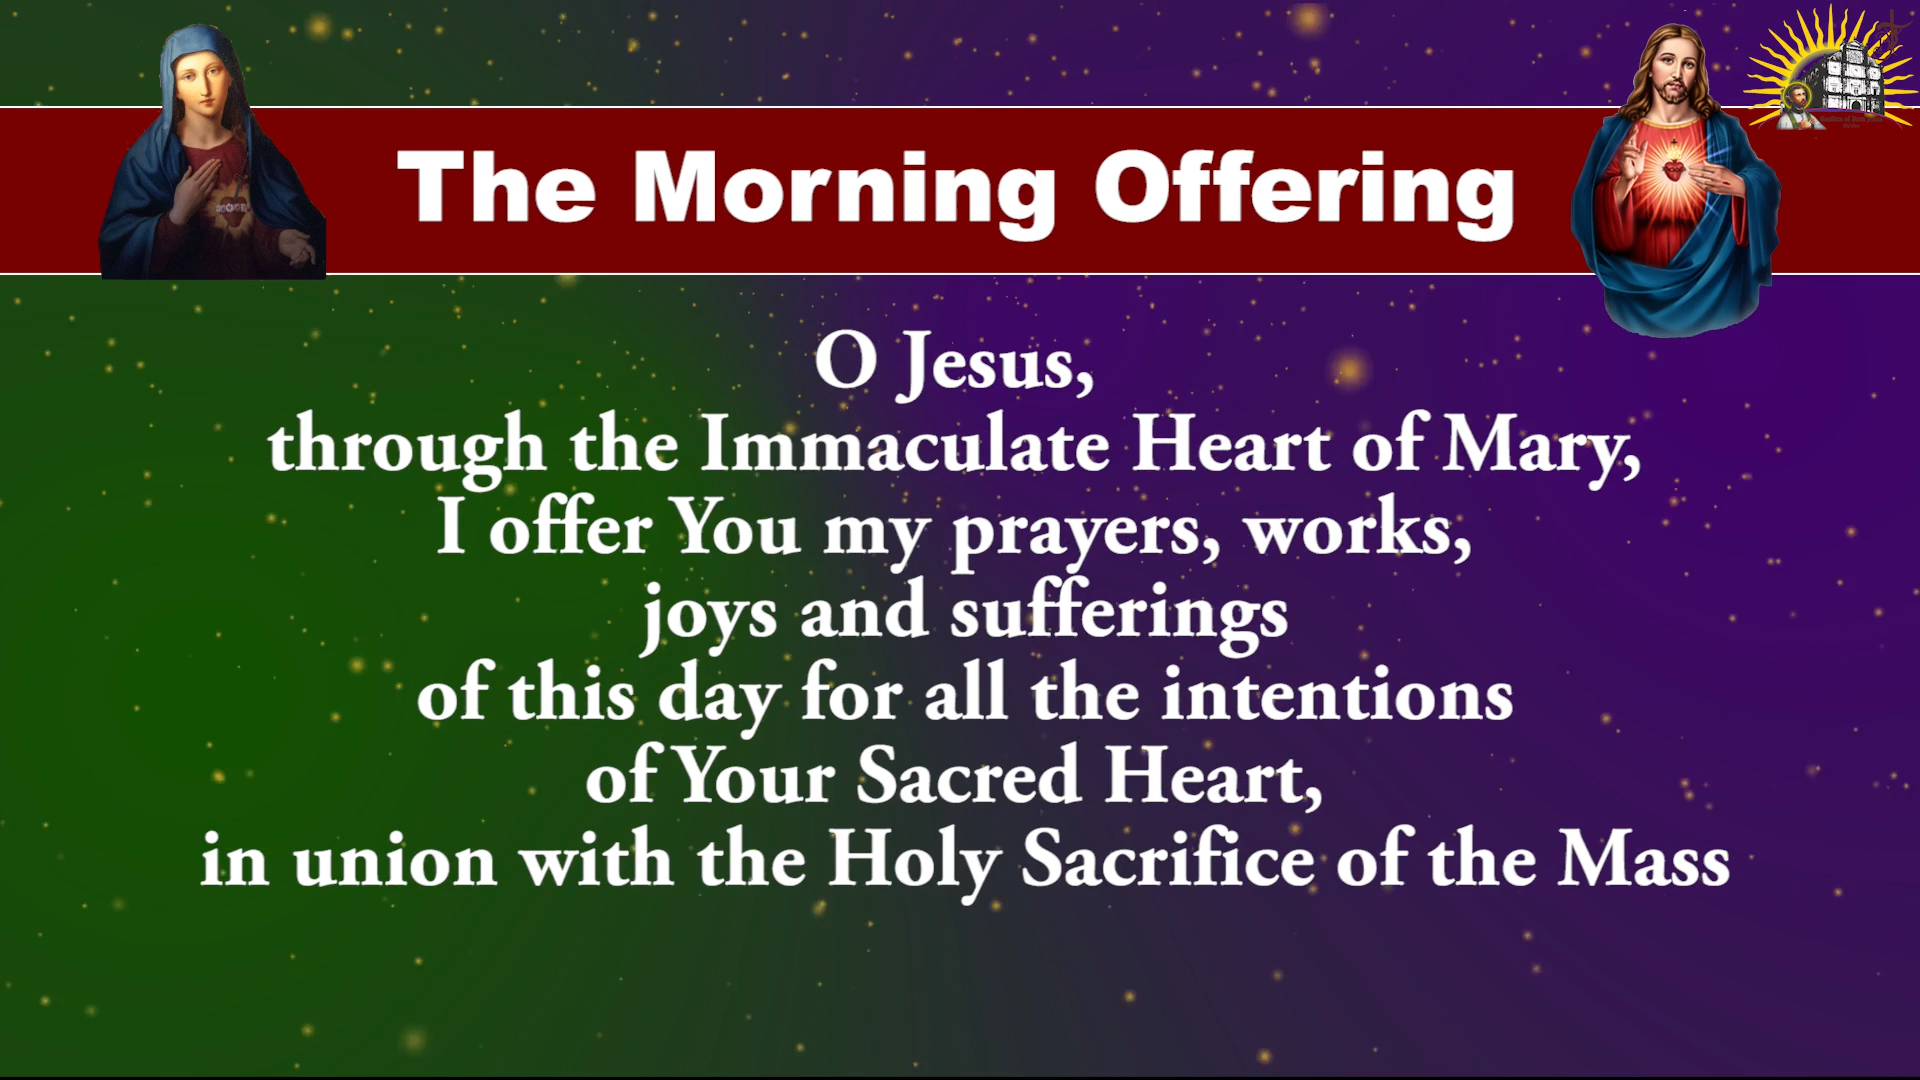 The Morning Offering
O Jesus,
through the Immaculate Heart of Mary,
I offer You my prayers, works,
joys and sufferings
of this day for all the intentions
of Your Sacred Heart,
in union with the Holy Sacrifice of the Mass